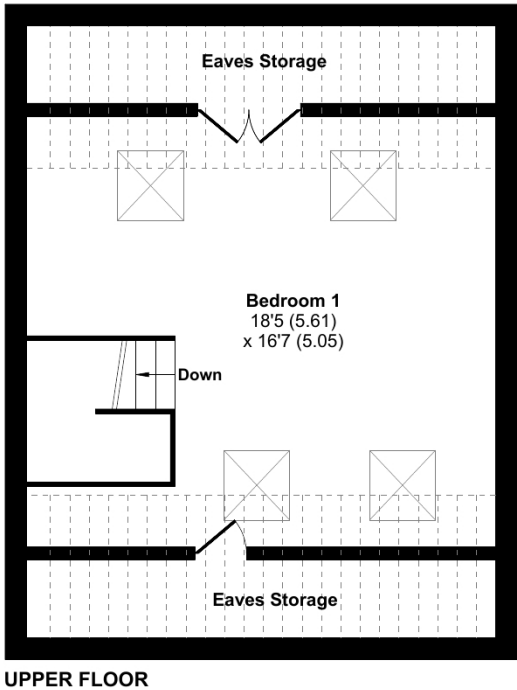 Eaves Storage
Bedroom 1
18'5 (5.61)
x 16'7 (5.05)
Down
Eaves Storage
UPPER FLOOR